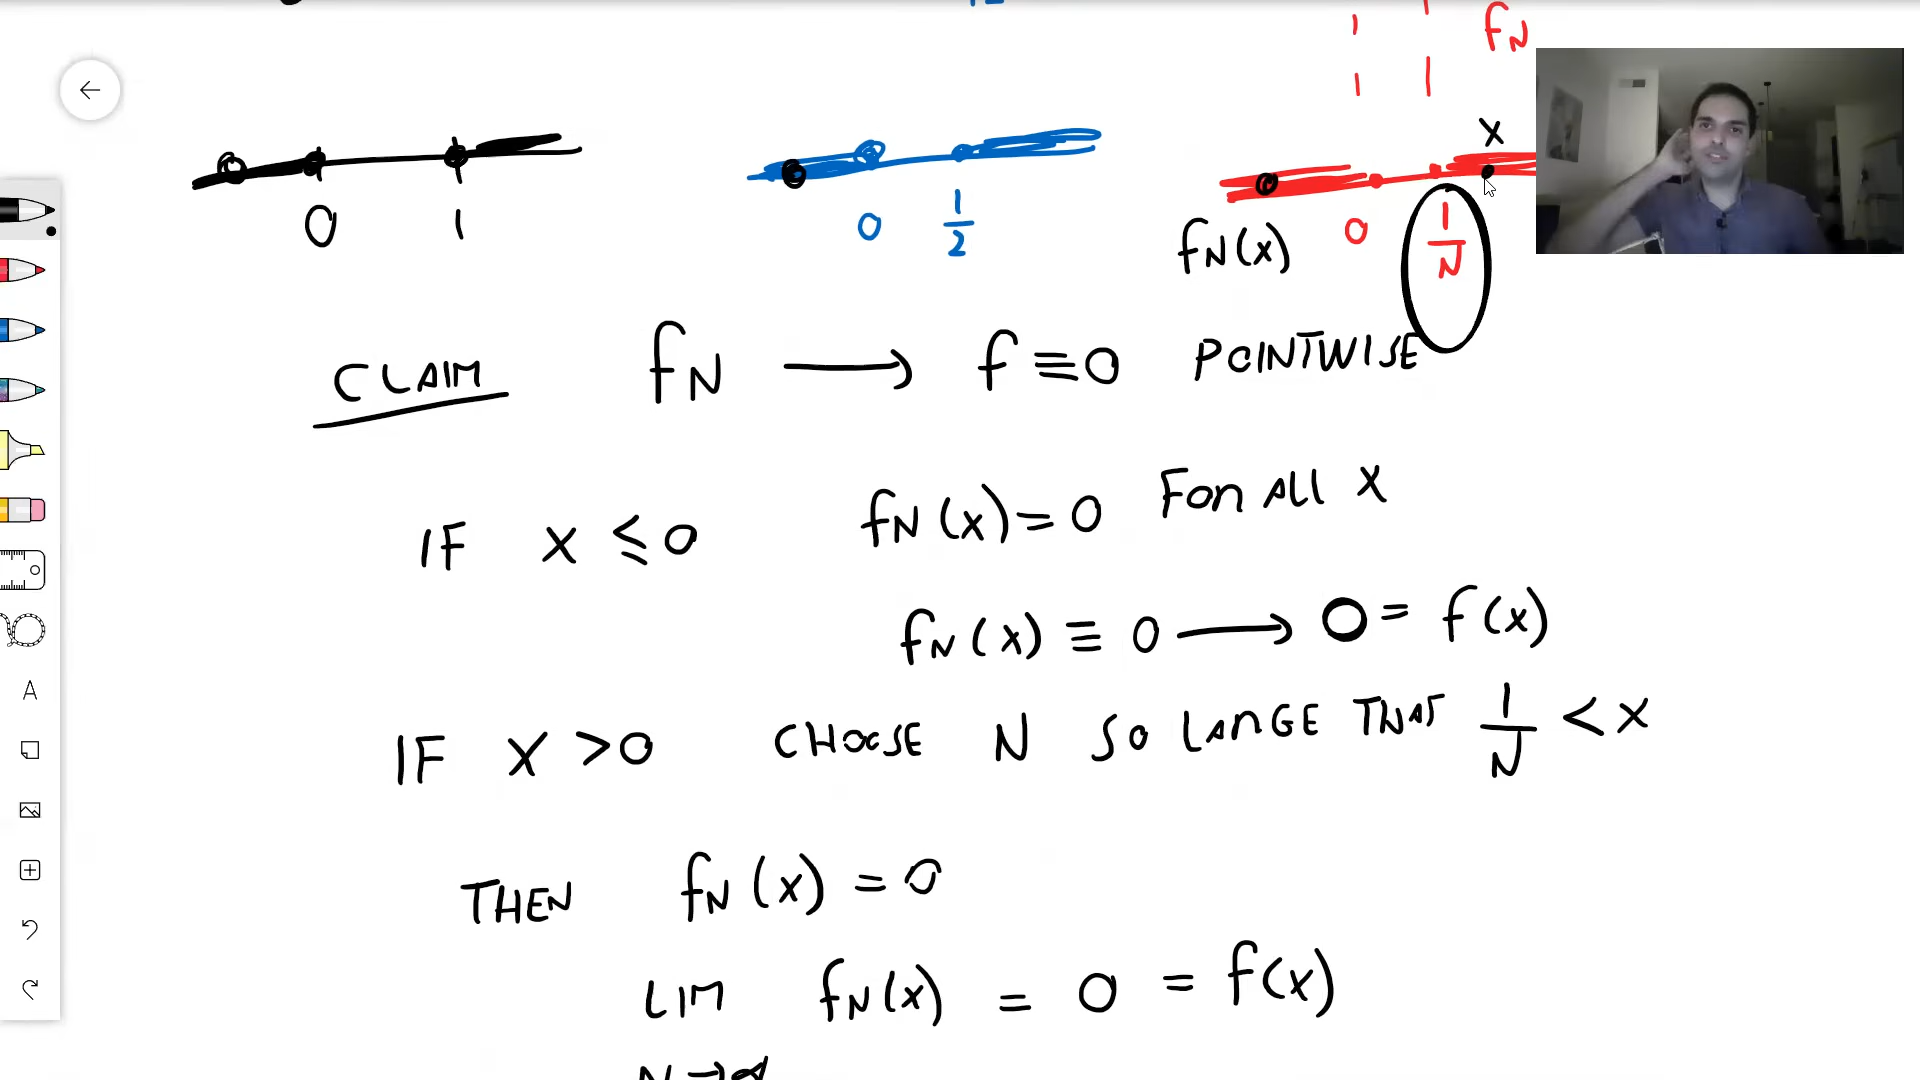 fN
X
0 1
0 1/2
fN(x) 0 1/N
CLAIM fN → f ≡ 0 POINTWISE
IF X ≤ 0 fN(x) = 0 FOR ALL X
fN(x) ≡ 0 → 0 = f(x)
IF X > 0 CHOOSE N SO LARGE THAT 1/N < X
THEN fN(x) = 0
LIM fN(x) = 0 = f(x)
N → ∞
A